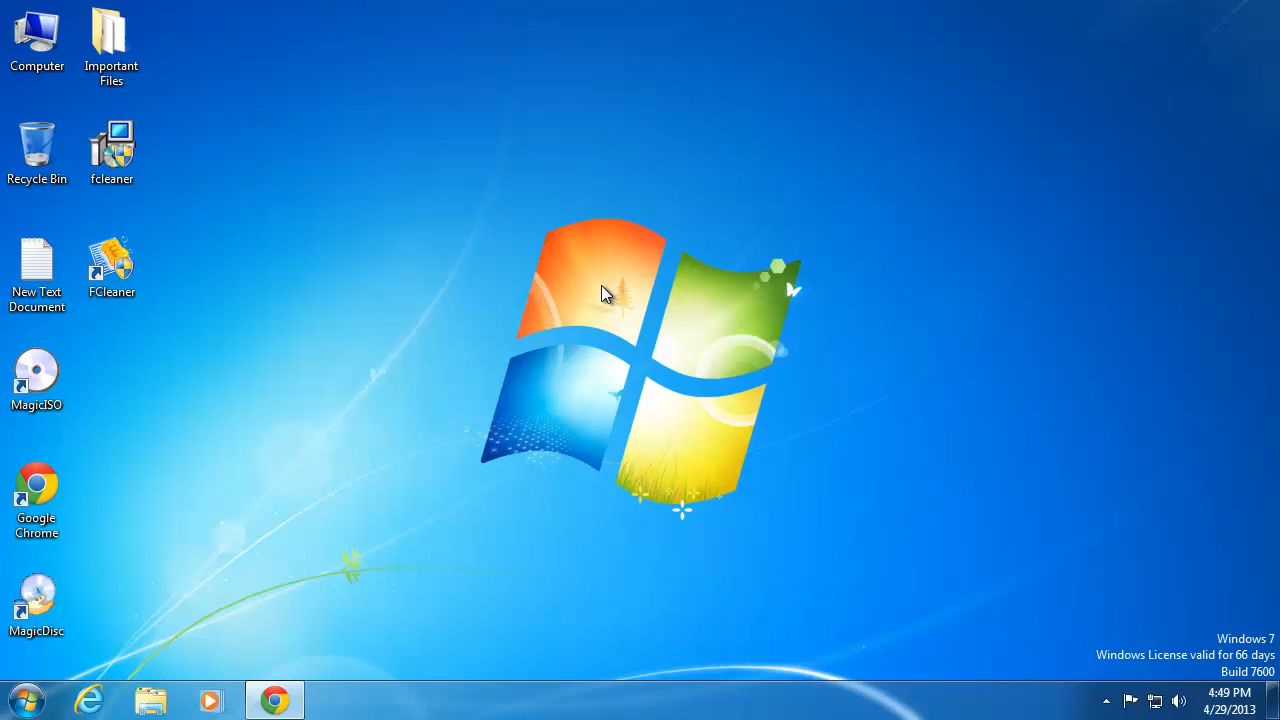 Computer
Important
Files
Recycle Bin
fcleaner
New Text
Document
FCleaner
MagicISO
Google
Chrome
MagicDisc
Windows 7
Windows License valid for 66 days
Build 7600
4:49 PM
4/29/2013